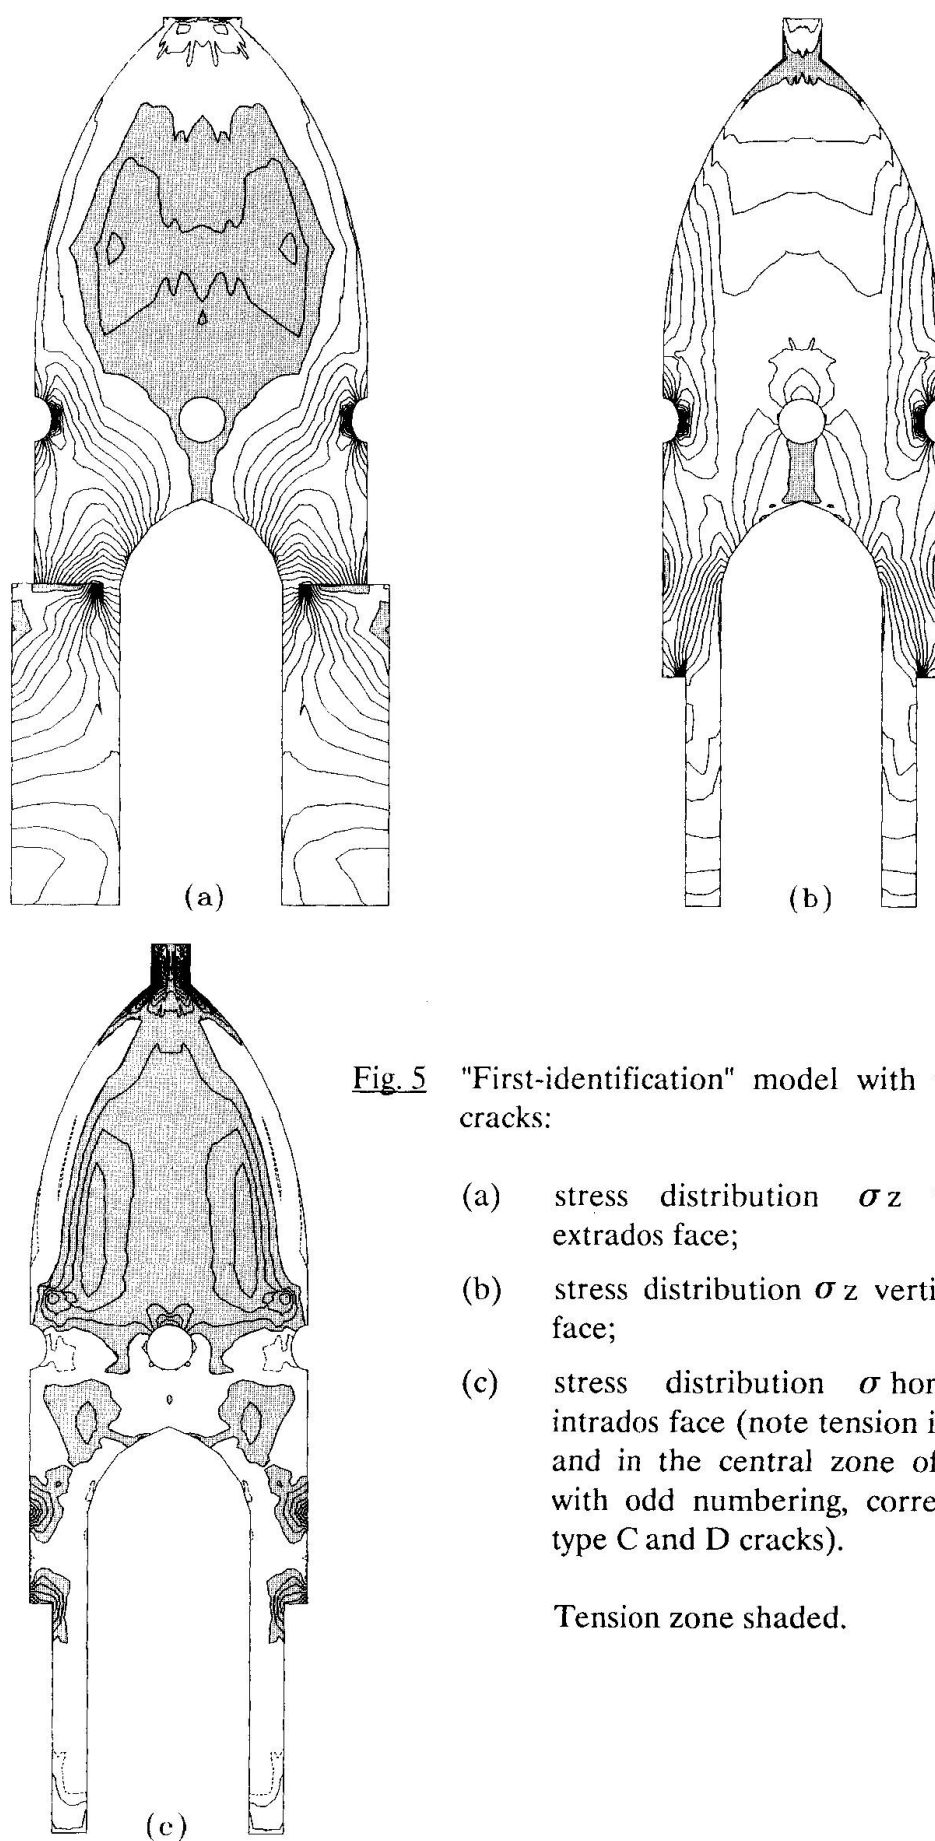 (a)
(b)
Fig. 5 "First-identification" model with
cracks:
(a) stress distribution σ z
extrados face;
(b) stress distribution σ z verti
face;
(c) stress distribution σ hor
intrados face (note tension i
and in the central zone of
with odd numbering, corre
type C and D cracks).
Tension zone shaded.
(c)